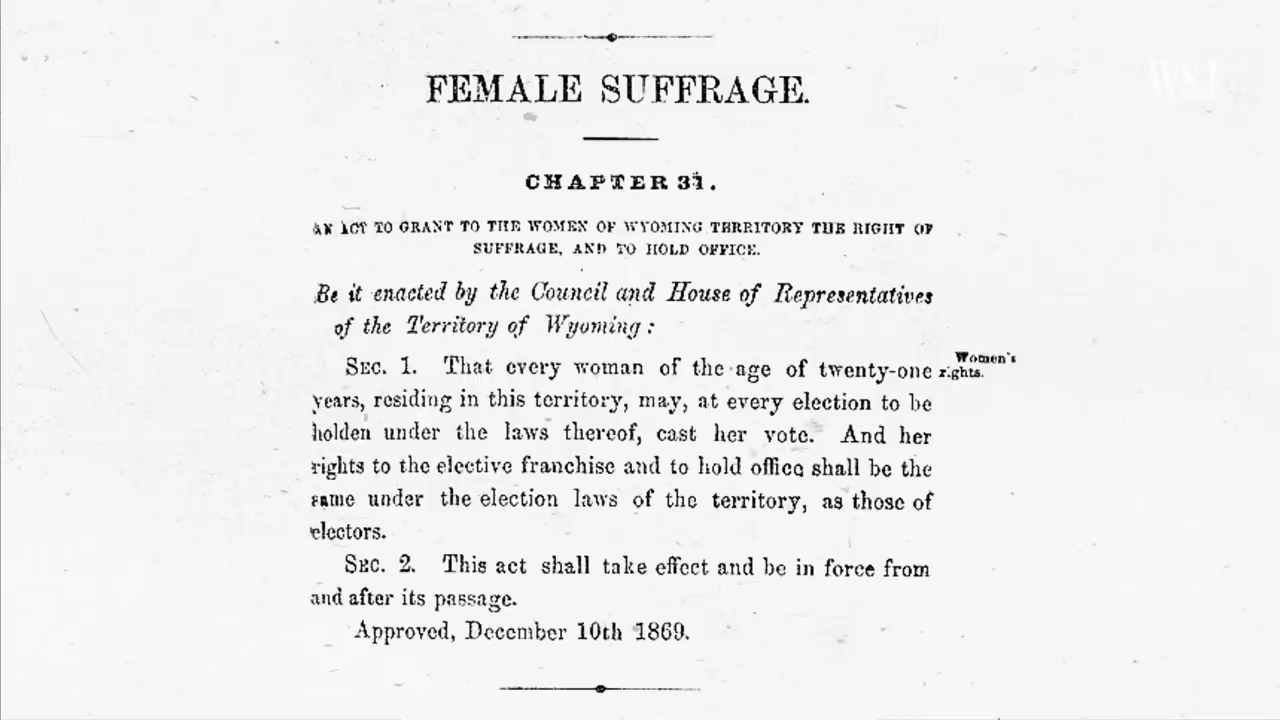 WSJ
FEMALE SUFFRAGE.
CHAPTER 31.
AN ACT TO GRANT TO THE WOMEN OF WYOMING TERRITORY THE RIGHT OF
SUFFRAGE, AND TO HOLD OFFICE.
Be it enacted by the Council and House of Representatives
of the Territory of Wyoming :
SEC. 1. That every woman of the age of twenty-one
Women's
rights.
years, residing in this territory, may, at every election to be
holden under the laws thereof, cast her vote. And her
rights to the elective franchise and to hold office shall be the
same under the election laws of the territory, as those of
electors.
SEC. 2. This act shall take effect and be in force from
and after its passage.
Approved, December 10th 1869.